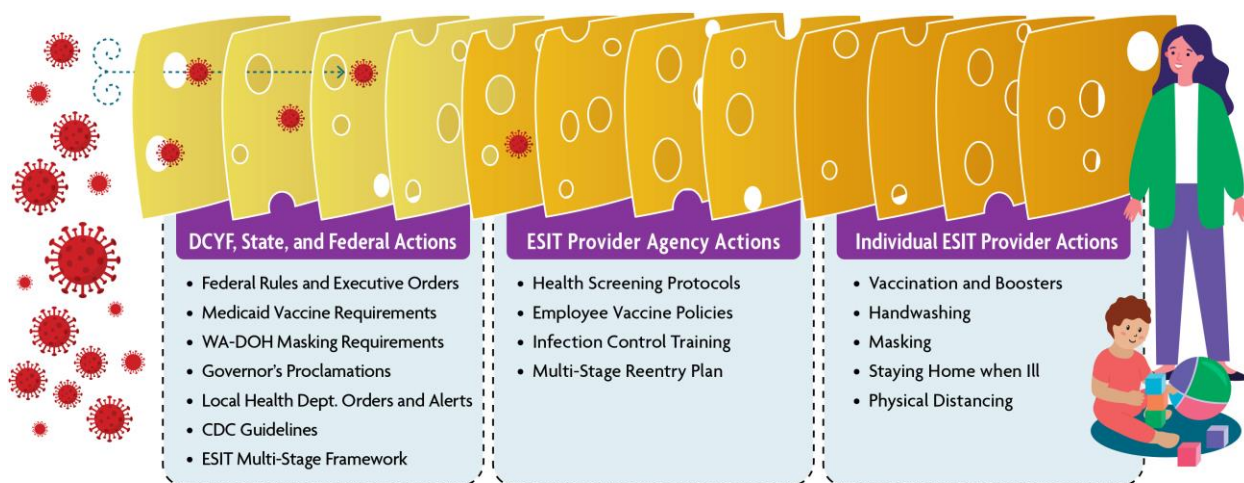 DCYF, State, and Federal Actions
• Federal Rules and Executive Orders
• Medicaid Vaccine Requirements
• WA-DOH Masking Requirements
• Governor's Proclamations
• Local Health Dept. Orders and Alerts
• CDC Guidelines
• ESIT Multi-Stage Framework
ESIT Provider Agency Actions
• Health Screening Protocols
• Employee Vaccine Policies
• Infection Control Training
• Multi-Stage Reentry Plan
Individual ESIT Provider Actions
• Vaccination and Boosters
• Handwashing
• Masking
• Staying Home when Ill
• Physical Distancing